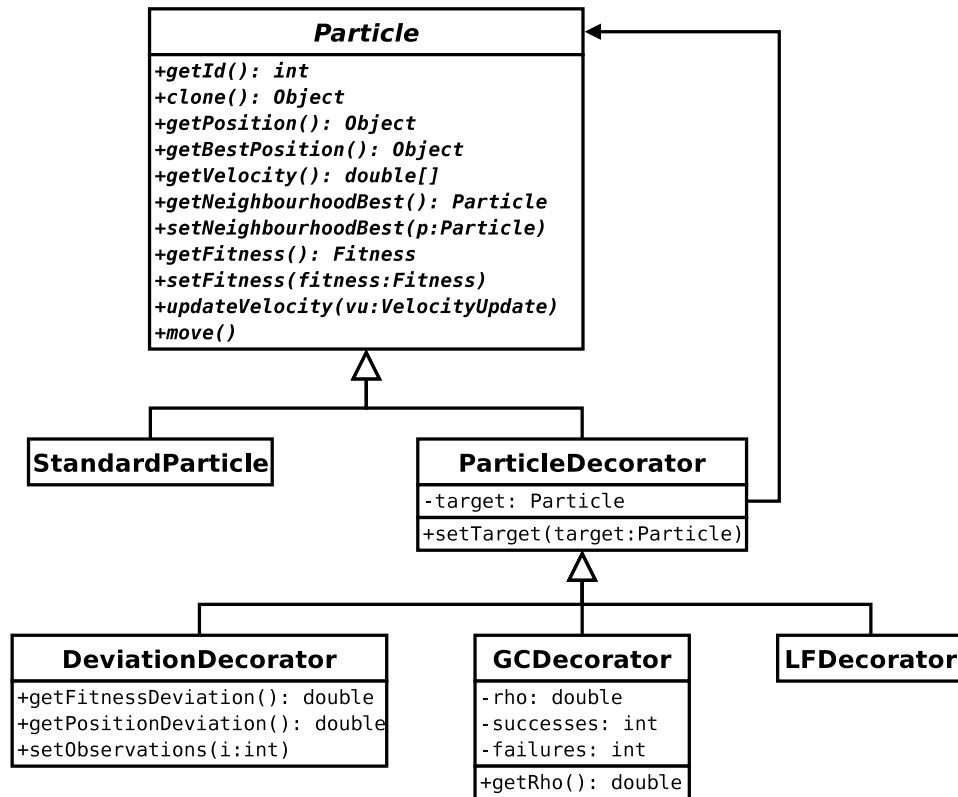 Particle
+getId(): int
+clone(): Object
+getPosition(): Object
+getBestPosition(): Object
+getVelocity(): double[]
+getNeighbourhoodBest(): Particle
+setNeighbourhoodBest(p:Particle)
+getFitness(): Fitness
+setFitness(fitness:Fitness)
+updateVelocity(vu:VelocityUpdate)
+move()
StandardParticle
ParticleDecorator
-target: Particle
+setTarget(target:Particle)
DeviationDecorator
+getFitnessDeviation(): double
+getPositionDeviation(): double
+setObservations(i:int)
GCDecorator
-rho: double
-successes: int
-failures: int
+getRho(): double
LFDecorator